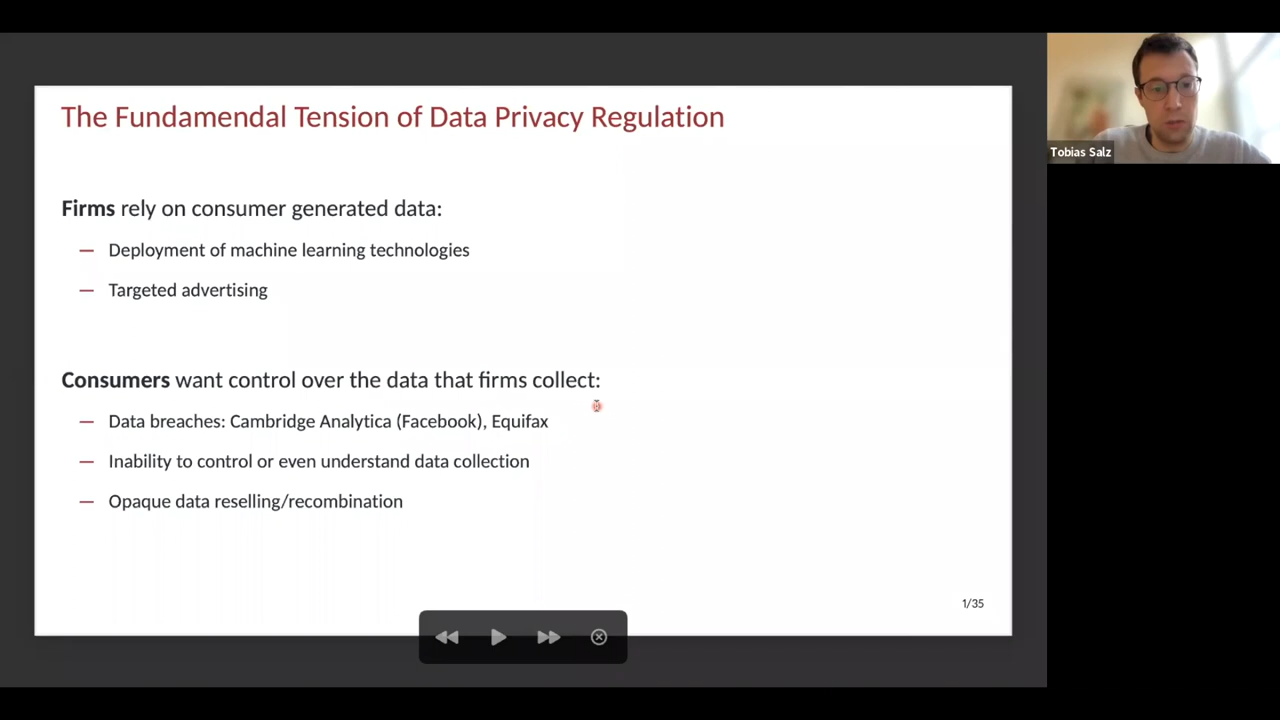 The Fundamendal Tension of Data Privacy Regulation
Firms rely on consumer generated data:
— Deployment of machine learning technologies
— Targeted advertising
Consumers want control over the data that firms collect:
— Data breaches: Cambridge Analytica (Facebook), Equifax
— Inability to control or even understand data collection
— Opaque data reselling/recombination
1/35
Tobias Salz